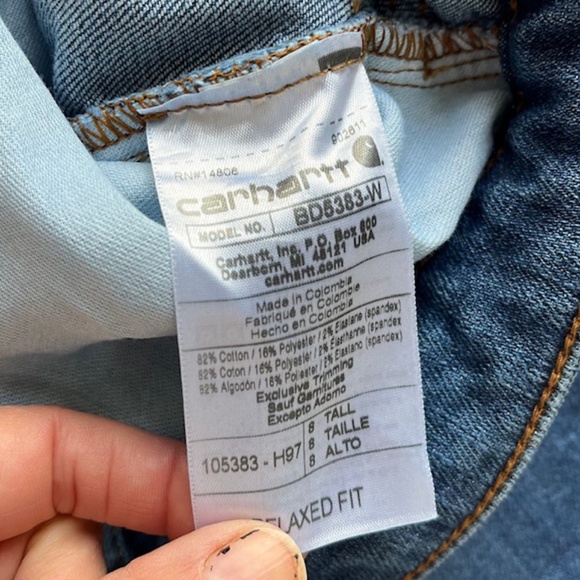 RN#14806 902811
carhartt
MODEL NO. BD5383-W
Carhartt, Inc. P.O. Box 600
Dearborn, MI 48121 USA
carhartt.com
Made in Colombia
Fabriqué en Colombie
Hecho en Colombia
82% Cotton / 16% Polyester / 2% Elastane (spandex)
82% Coton / 16% Polyester / 2% Élasthanne (spandex)
82% Algodón / 16% Poliéster / 2% Elastano (spandex)
Exclusive Trimming
Sauf Garnitures
Excepto Adorno
105383 - H97
8 TALL
8 TAILLE
8 ALTO
RELAXED FIT